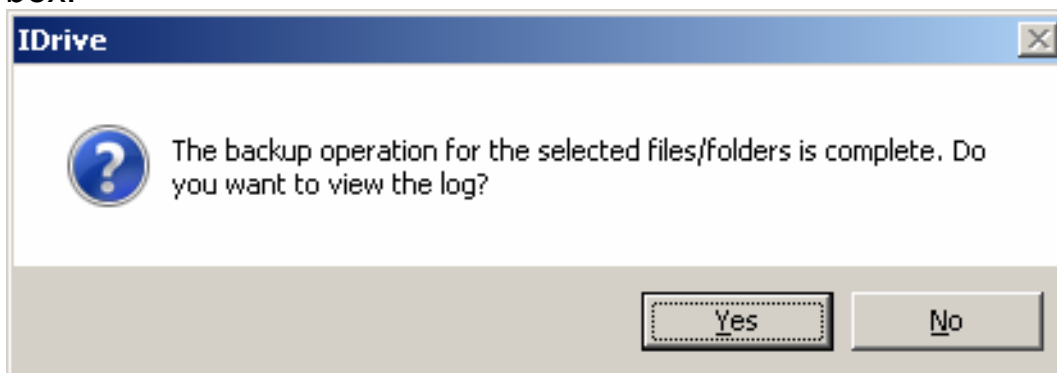 box.
IDrive
The backup operation for the selected files/folders is complete. Do
you want to view the log?
Yes
No